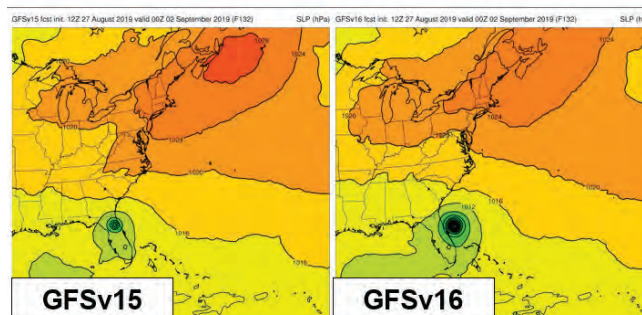 GFSv15 fcst init. 12Z 27 August 2019 valid 00Z 02 September 2019 (F132) SLP (hPa)
1024
1020
1024
1020
1016
GFSv15
GFSv16 fcst init. 12Z 27 August 2019 valid 00Z 02 September 2019 (F132) SLP (hPa)
1024
1024
1020
1016
1012
GFSv16